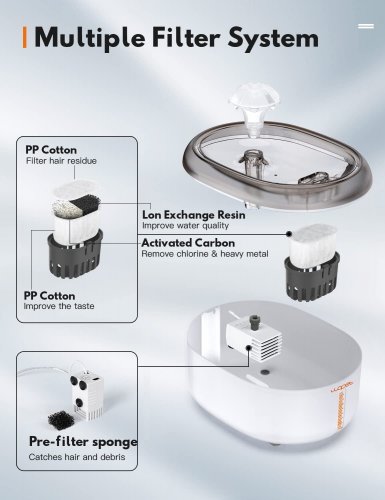 Multiple Filter System
PP Cotton
Filter hair residue
Lon Exchange Resin
Improve water quality
Activated Carbon
Remove chlorine & heavy metal
PP Cotton
Improve the taste
Pre-filter sponge
Catches hair and debris